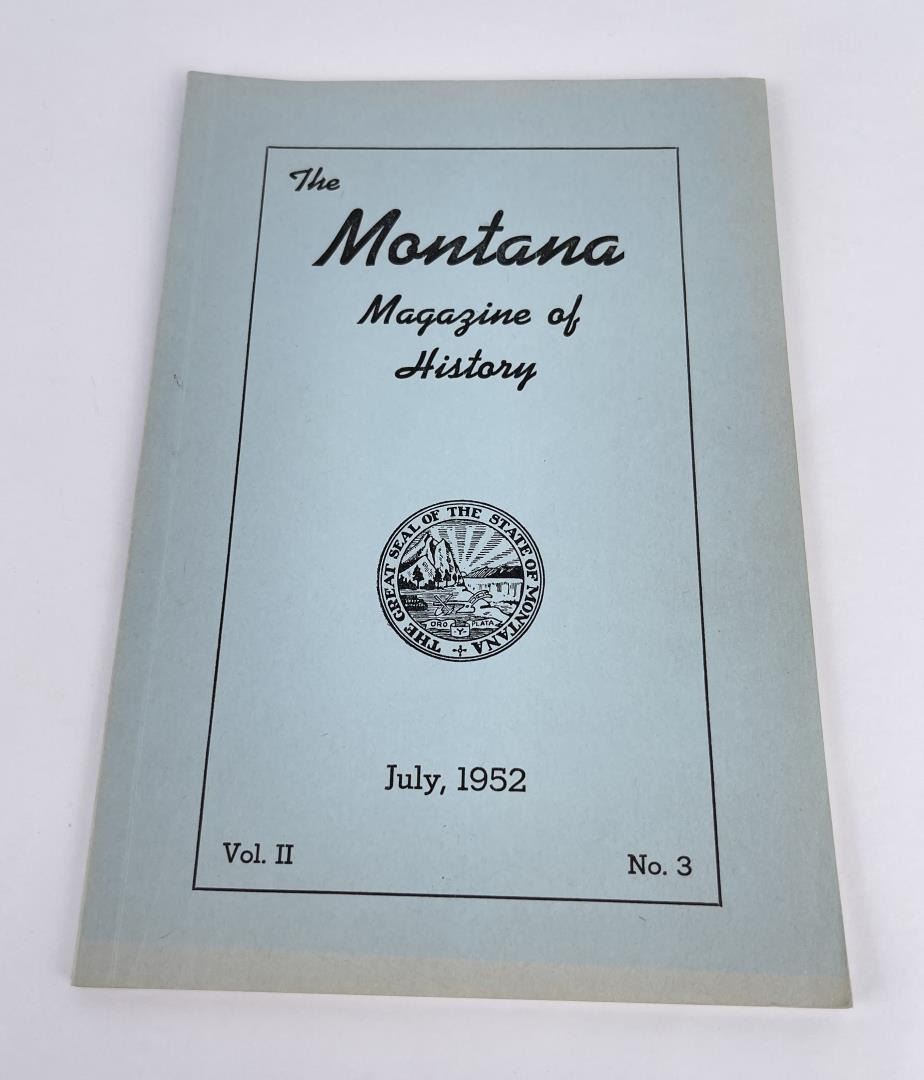 The
Montana
Magazine of
History
THE GREAT SEAL OF THE STATE OF MONTANA
ORO Y PLATA
July, 1952
Vol. II
No. 3